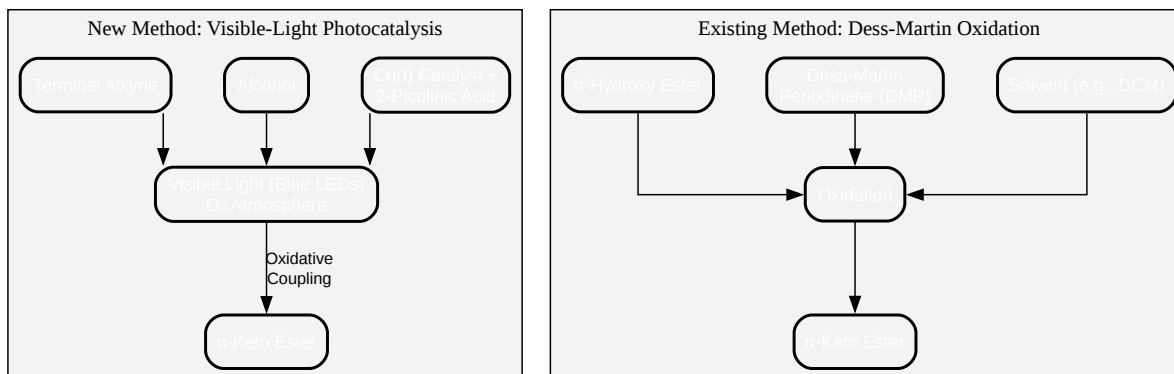 New Method: Visible-Light Photocatalysis
Terminal Alkyne
Alcohol
Cu(I) Catalyst +
2-Picolinic Acid
Visible Light (Blue LEDs)
O₂ Atmosphere
Oxidative
Coupling
α-Keto Ester
Existing Method: Dess-Martin Oxidation
α-Hydroxy Ester
Dess-Martin
Periodinane (DMP)
Solvent (e.g., DCM)
Oxidation
α-Keto Ester